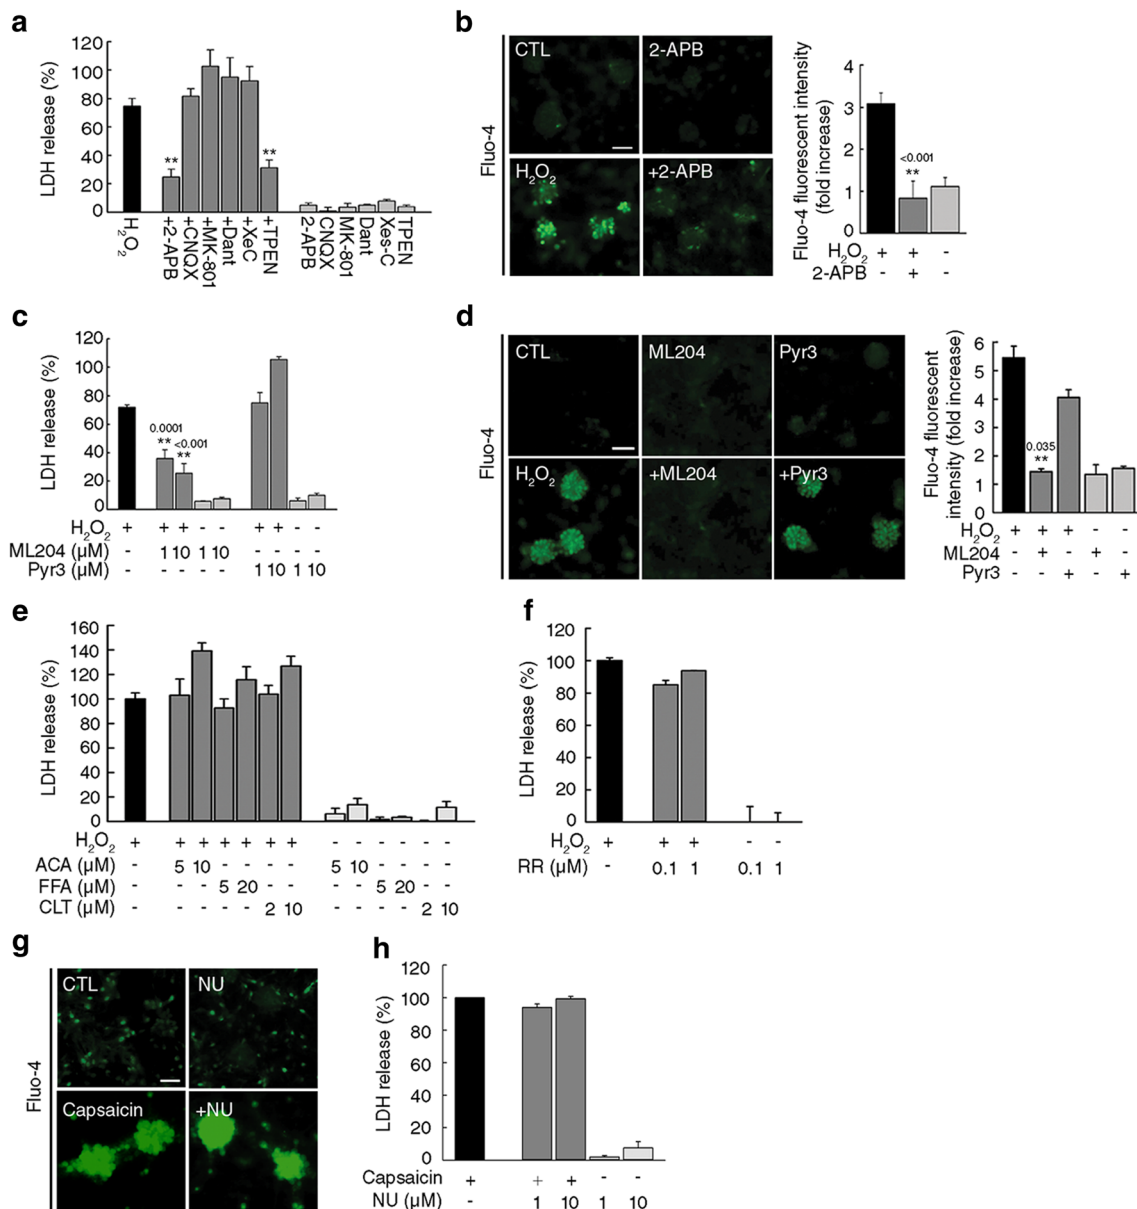 a
LDH release (%)
120
100
80
60
40
20
0
**
**
H2O2
+2-APB
+CNQX
+MK-801
+Dant
+XeC
+TPEN
2-APB
CNQX
MK-801
Dant
Xes-C
TPEN
b
Fluo-4
CTL
2-APB
H2O2
+2-APB
Fluo-4 fluorescent intensity
(fold increase)
4
3
2
1
0
<0.001
**
H2O2 + + -
2-APB - + -
c
LDH release (%)
120
100
80
60
40
20
0
0.0001
**
<0.001
**
H2O2 + + + - - + + - -
ML204 (µM) - 1 10 1 10
Pyr3 (µM) - 1 10 1 10
d
Fluo-4
CTL
ML204
Pyr3
H2O2
+ML204
+Pyr3
Fluo-4 fluorescent
intensity (fold increase)
6
5
4
3
2
1
0
0.035
**
H2O2 + + + - -
ML204 - + - + -
Pyr3 - - + - +
e
LDH release (%)
160
140
120
100
80
60
40
20
0
H2O2 + + + + + + + - - - - - -
ACA (µM) - 5 10 - - - - 5 10 - - - -
FFA (µM) - - - 5 20 - - - - 5 20 - -
CLT (µM) - - - - - 2 10 - - - - 2 10
f
LDH release (%)
120
100
80
60
40
20
0
H2O2 + + + - -
RR (µM) - 0.1 1 0.1 1
g
Fluo-4
CTL
NU
Capsaicin
+NU
h
LDH release (%)
120
100
80
60
40
20
0
Capsaicin + + + - -
NU (µM) - 1 10 1 10